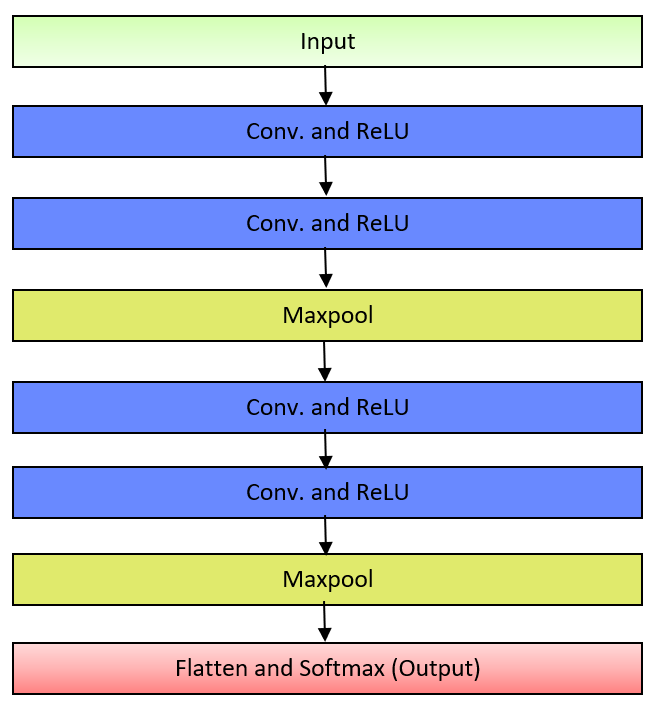 Input
Conv. and ReLU
Conv. and ReLU
Maxpool
Conv. and ReLU
Conv. and ReLU
Maxpool
Flatten and Softmax (Output)